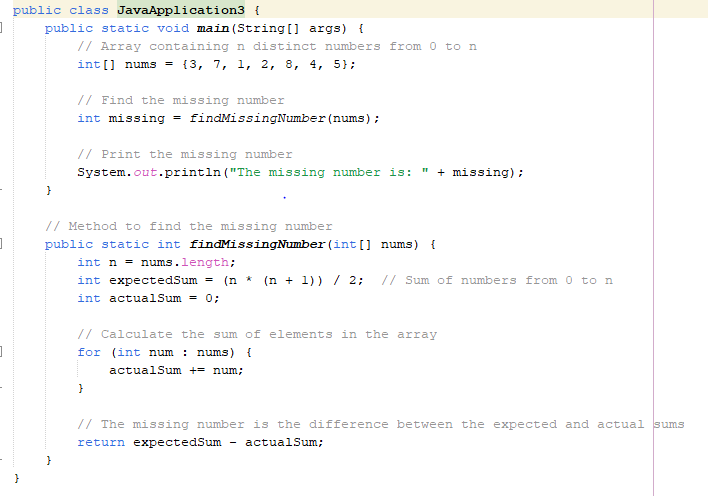 public class JavaApplication3 {
public static void main(String[] args) {
// Array containing n distinct numbers from 0 to n
int[] nums = {3, 7, 1, 2, 8, 4, 5};
// Find the missing number
int missing = findMissingNumber(nums);
// Print the missing number
System.out.println("The missing number is: " + missing);
}
// Method to find the missing number
public static int findMissingNumber(int[] nums) {
int n = nums.length;
int expectedSum = (n * (n + 1)) / 2;  // Sum of numbers from 0 to n
int actualSum = 0;
// Calculate the sum of elements in the array
for (int num : nums) {
actualSum += num;
}
// The missing number is the difference between the expected and actual sums
return expectedSum - actualSum;
}
}